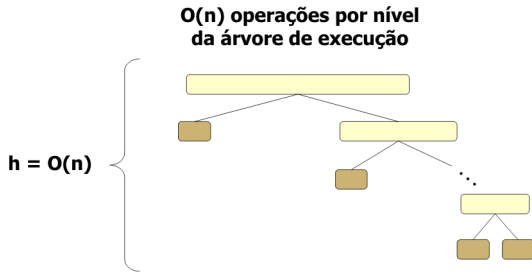 O(n) operações por nível
da árvore de execução
h = O(n)